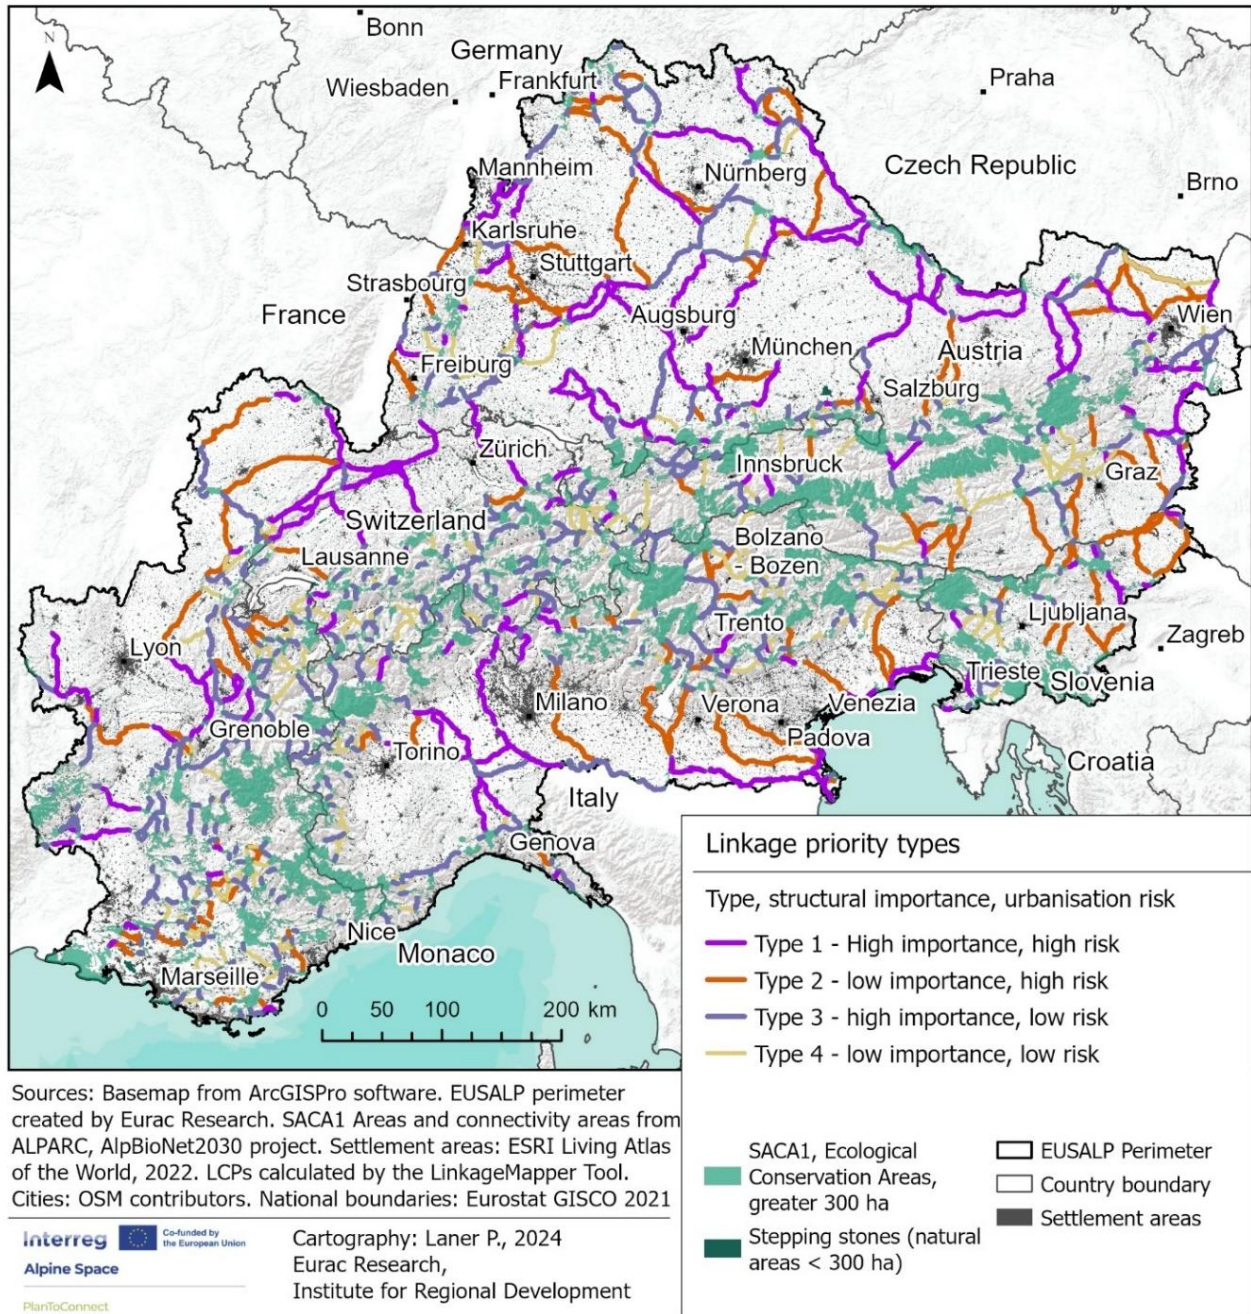 N
Bonn
Germany
Wiesbaden
Frankfurt
Praha
Mannheim
Nürnberg
Czech Republic
Brno
Karlsruhe
Stuttgart
Strasbourg
France
Augsburg
Wien
München
Austria
Freiburg
Salzburg
Zürich
Innsbruck
Graz
Switzerland
Lausanne
Bolzano
- Bozen
Trento
Ljubljana
Zagreb
Lyon
Trieste
Slovenia
Milano
Verona
Venezia
Grenoble
Padova
Torino
Croatia
Italy
Genova
Nice
Monaco
Marseille
0 50 100 200 km
Linkage priority types
Type, structural importance, urbanisation risk
Type 1 - High importance, high risk
Type 2 - low importance, high risk
Type 3 - high importance, low risk
Type 4 - low importance, low risk
SACA1, Ecological
Conservation Areas,
greater 300 ha
Stepping stones (natural
areas < 300 ha)
EUSALP Perimeter
Country boundary
Settlement areas
Sources: Basemap from ArcGISPro software. EUSALP perimeter
created by Eurac Research. SACA1 Areas and connectivity areas from
ALPARC, AlpBioNet2030 project. Settlement areas: ESRI Living Atlas
of the World, 2022. LCPs calculated by the LinkageMapper Tool.
Cities: OSM contributors. National boundaries: Eurostat GISCO 2021
Interreg
Co-funded by
the European Union
Alpine Space
PlanToConnect
Cartography: Laner P., 2024
Eurac Research,
Institute for Regional Development